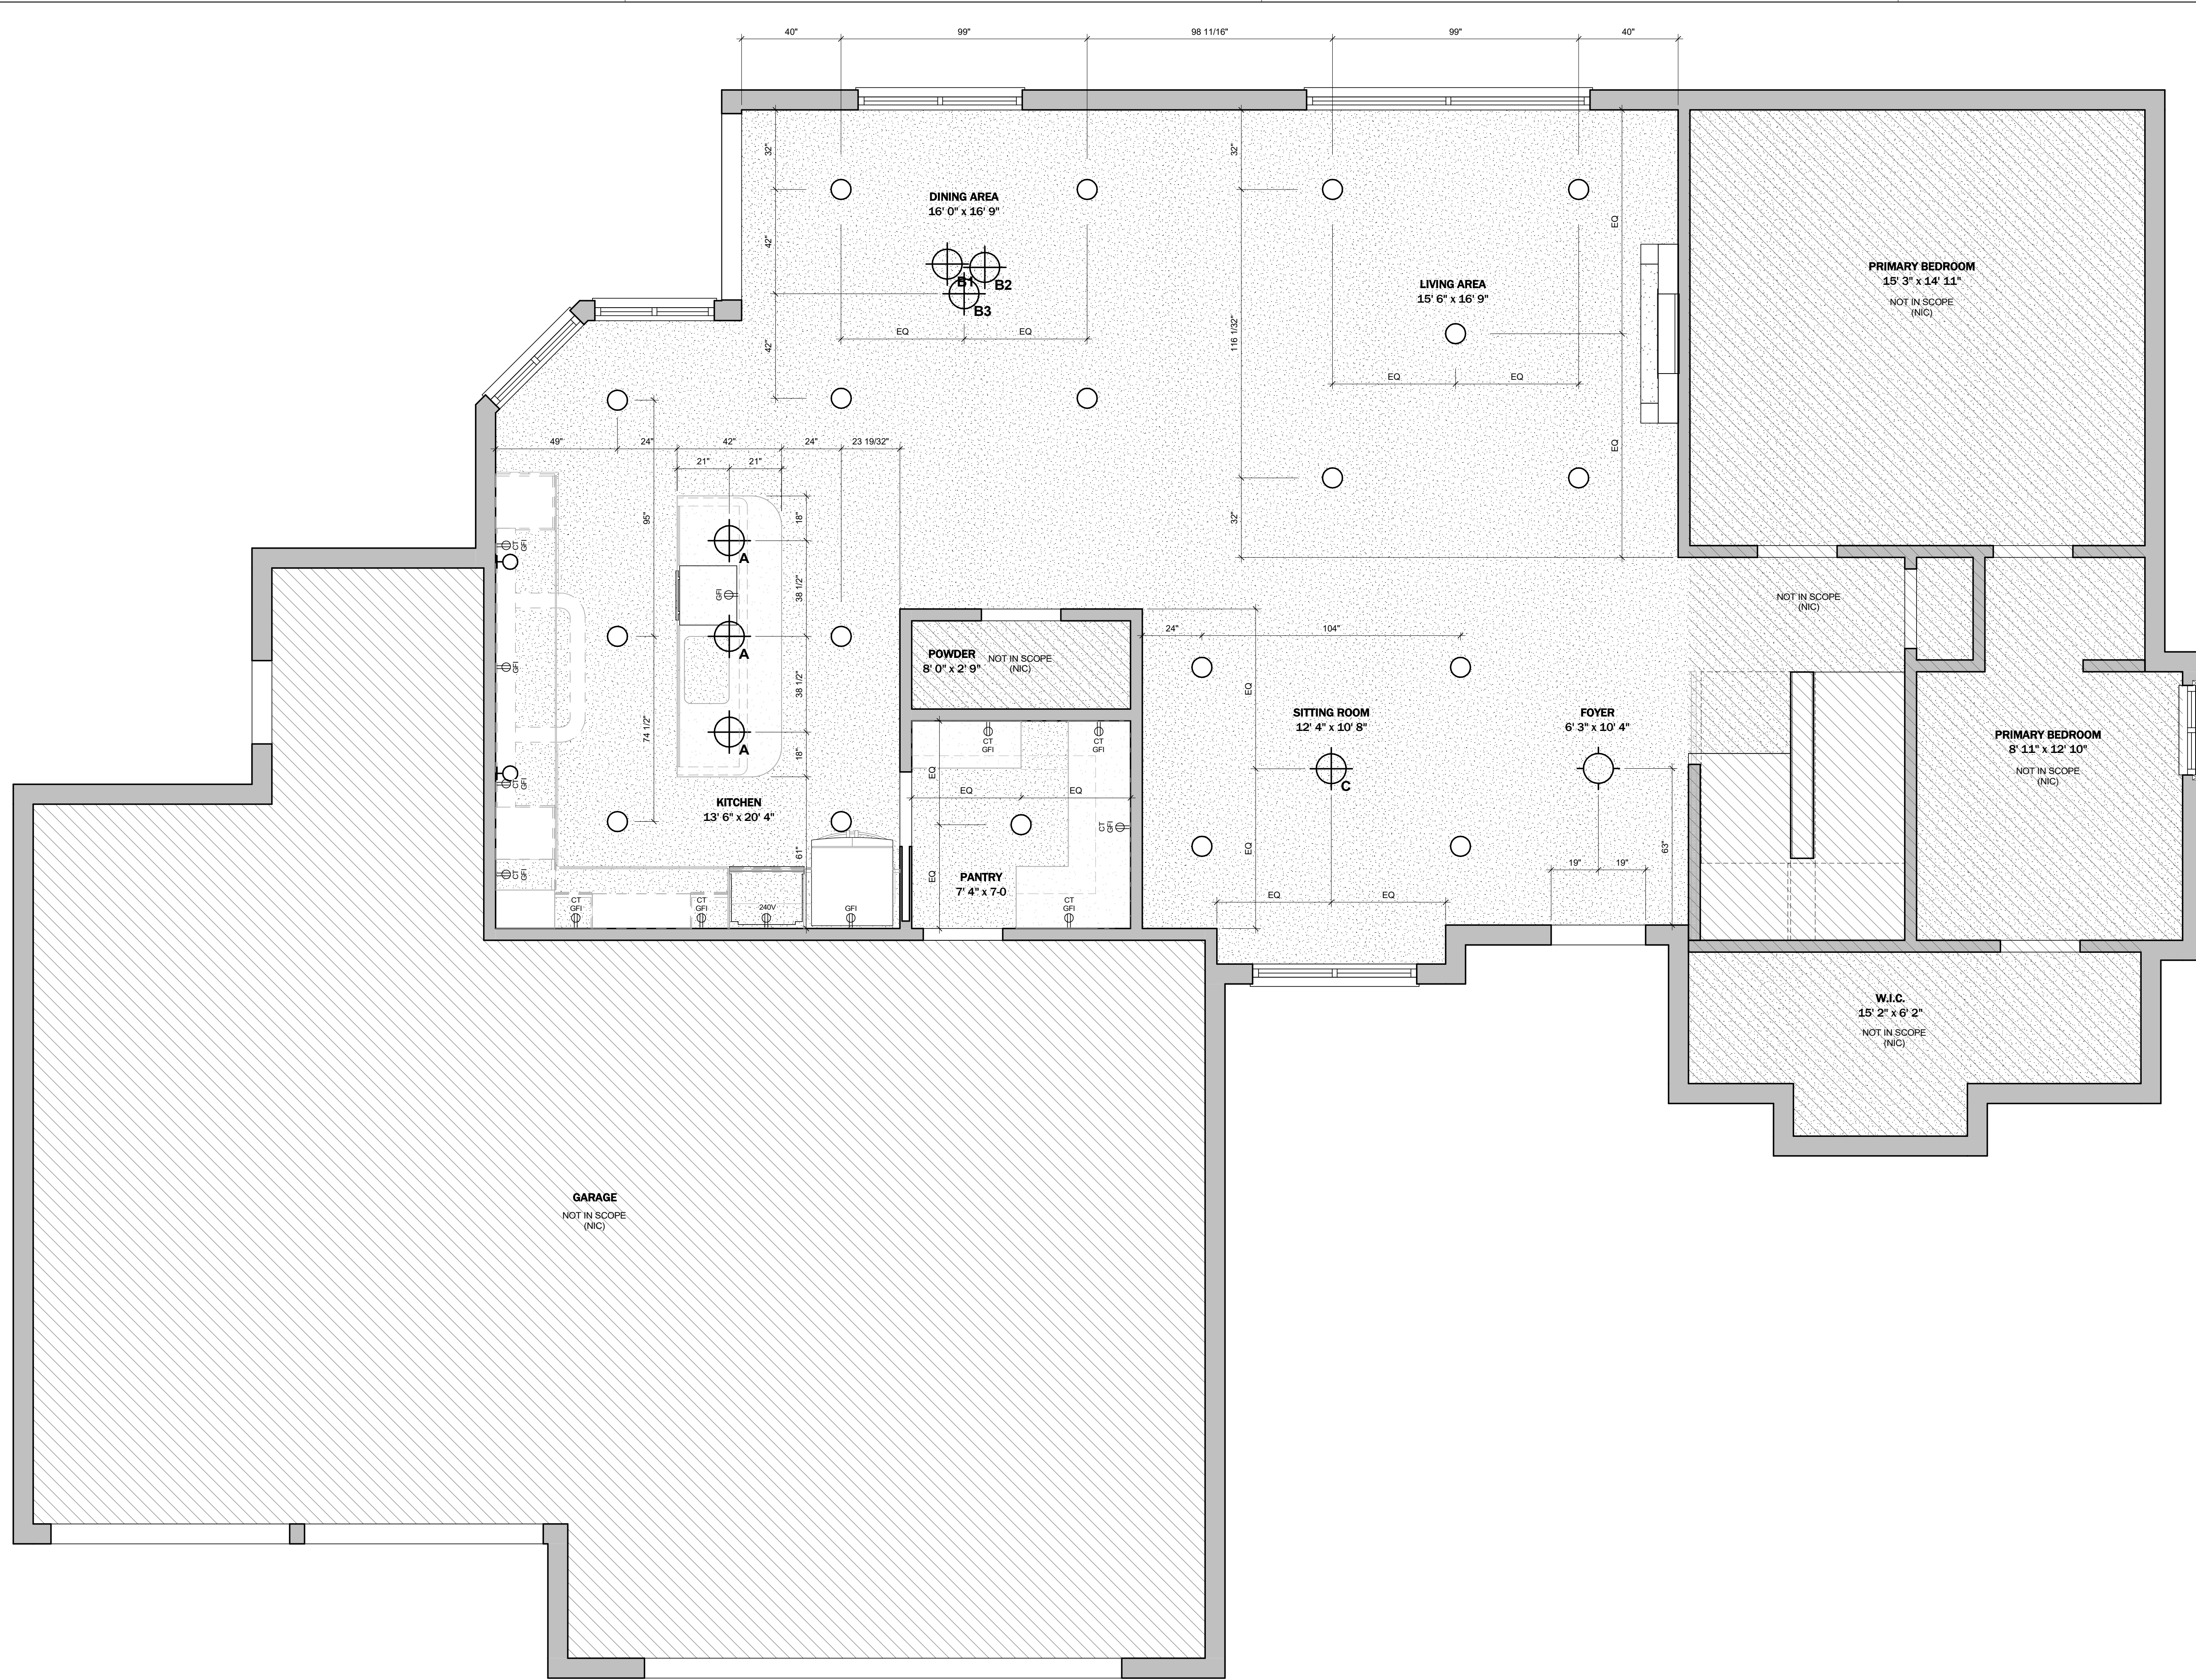 40"
99"
98 11/16"
99"
40"
32"
42"
42"
32"
116 1/32"
32"
EQ
EQ
DINING AREA
16' 0" x 16' 9"
B1
B2
B3
EQ
EQ
LIVING AREA
15' 6" x 16' 9"
EQ
EQ
PRIMARY BEDROOM
15' 3" x 14' 11"
NOT IN SCOPE
(NIC)
49"
24"
42"
24"
23 19/32"
21"
21"
95"
74 1/2"
18"
38 1/2"
38 1/2"
18"
61"
A
A
A
GFI
CT
GFI
GFI
CT
GFI
CT
GFI
KITCHEN
13' 6" x 20' 4"
CT
GFI
CT
GFI
240V
GFI
POWDER
8' 0" x 2' 9"
NOT IN SCOPE
(NIC)
CT
GFI
CT
GFI
EQ
EQ
EQ
EQ
CT
GFI
PANTRY
7' 4" x 7-0
CT
GFI
24"
104"
EQ
EQ
SITTING ROOM
12' 4" x 10' 8"
C
EQ
EQ
FOYER
6' 3" x 10' 4"
19"
19"
63"
NOT IN SCOPE
(NIC)
PRIMARY BEDROOM
8' 11" x 12' 10"
NOT IN SCOPE
(NIC)
W.I.C.
15' 2" x 6' 2"
NOT IN SCOPE
(NIC)
GARAGE
NOT IN SCOPE
(NIC)